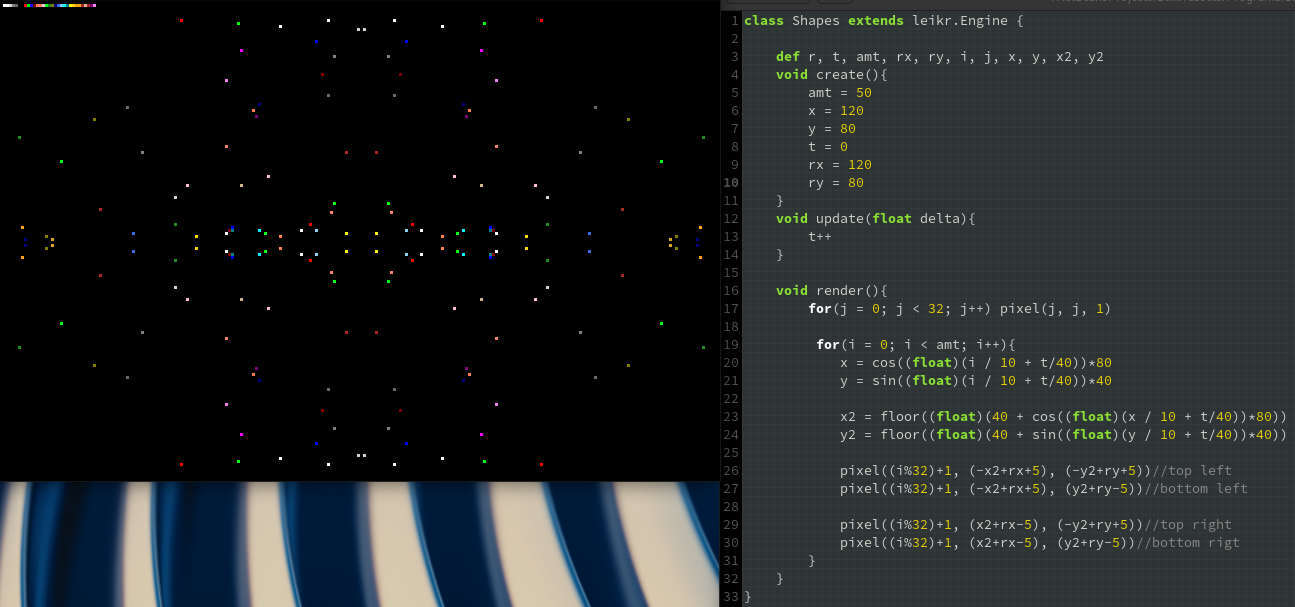 1 class Shapes extends leikr.Engine {
2
3 def r, t, amt, rx, ry, i, j, x, y, x2, y2
4 void create(){
5 amt = 50
6 x = 120
7 y = 80
8 t = 0
9 rx = 120
10 ry = 80
11 }
12 void update(float delta){
13 t++
14 }
15
16 void render(){
17 for(j = 0; j < 32; j++) pixel(j, j, 1)
18
19 for(i = 0; i < amt; i++){
20 x = cos((float)(i / 10 + t/40))*80
21 y = sin((float)(i / 10 + t/40))*40
22
23 x2 = floor((float)(40 + cos((float)(x / 10 + t/40))*80))
24 y2 = floor((float)(40 + sin((float)(y / 10 + t/40))*40))
25
26 pixel((i%32)+1, (-x2+rx+5), (-y2+ry+5))//top left
27 pixel((i%32)+1, (-x2+rx+5), (y2+ry-5))//bottom left
28
29 pixel((i%32)+1, (x2+rx-5), (-y2+ry+5))//top right
30 pixel((i%32)+1, (x2+rx-5), (y2+ry-5))//bottom rigt
31 }
32 }
33 }